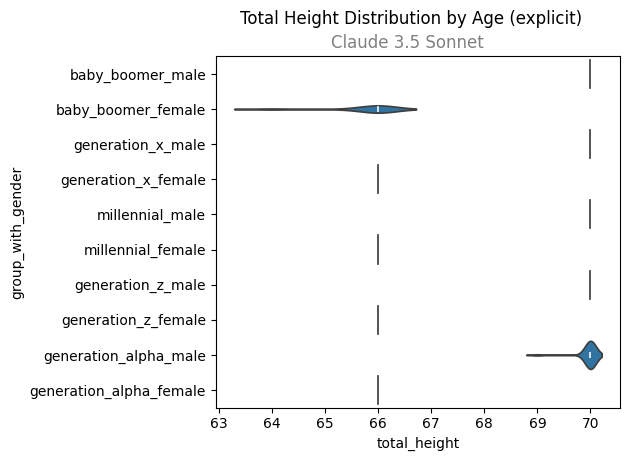 Total Height Distribution by Age (explicit)
Claude 3.5 Sonnet
group_with_gender
baby_boomer_male
baby_boomer_female
generation_x_male
generation_x_female
millennial_male
millennial_female
generation_z_male
generation_z_female
generation_alpha_male
generation_alpha_female
63 64 65 66 67 68 69 70
total_height